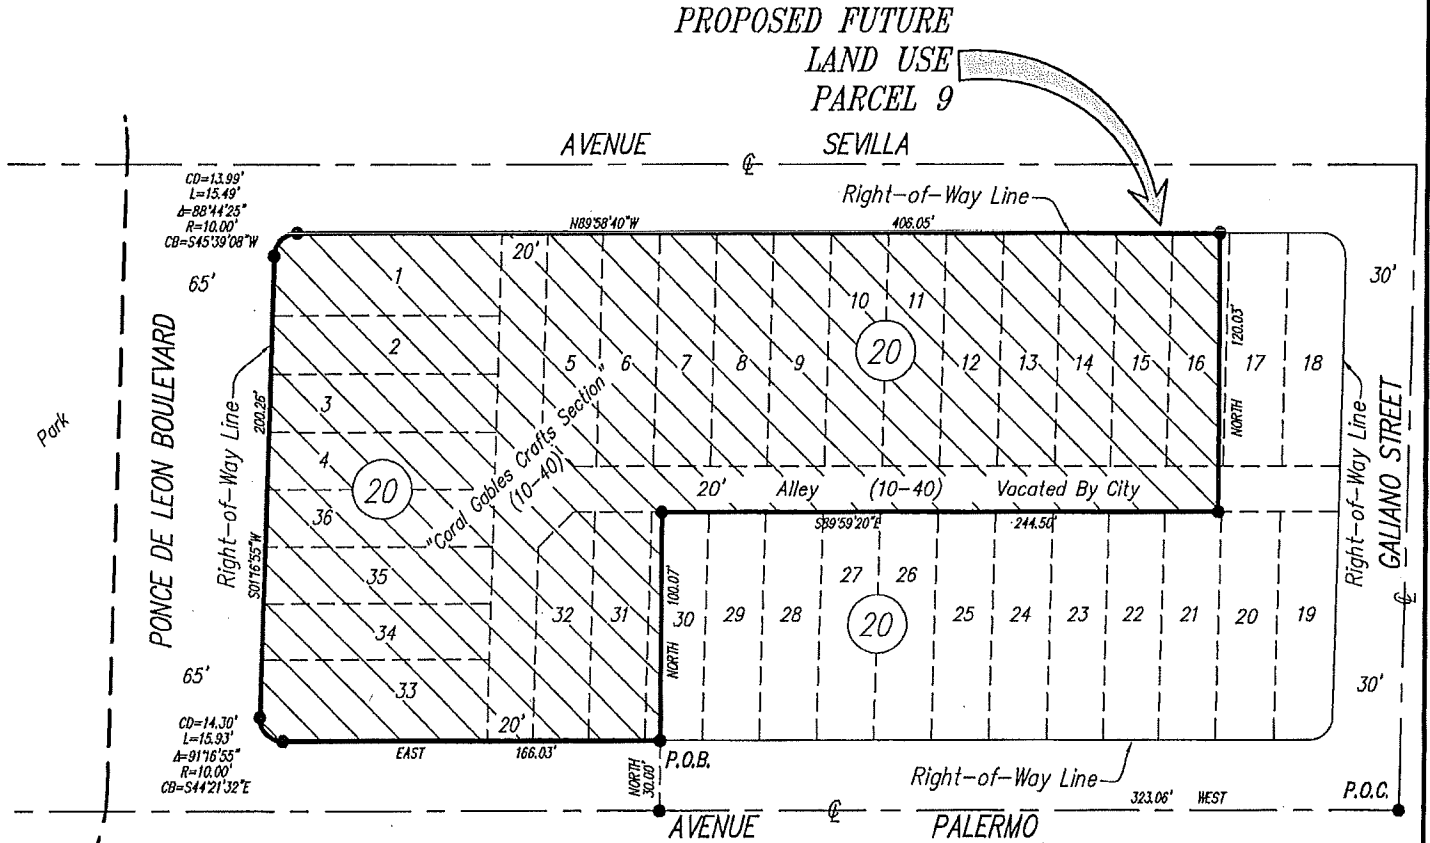 PROPOSED FUTURE
LAND USE
PARCEL 9
AVENUE SEVILLA
℄
CD=13.99'
L=15.49'
Δ=88°44'25"
R=10.00'
CB=S45°39'08"W
Right-of-Way Line
N89°58'40"W 406.05'
65'
30'
1
20'
2
3
4
5
6
7
8
9
10
11
12
13
14
15
16
17
18
20
120.03'
NORTH
Park
PONCE DE LEON BOULEVARD
Right-of-Way Line
200.26'
S01°16'55"W
20
"Coral Gables Crafts Section"
(10-40)
20' Alley (10-40) Vacated By City
S89°59'20"E 244.50'
Right-of-Way Line
GALIANO STREET
℄
36
35
34
33
32
31
30
29
28
27
26
25
24
23
22
21
20
19
20
100.07'
NORTH
65'
30'
20'
CD=14.30'
L=15.93'
Δ=91°16'55"
R=10.00'
CB=S44°21'32"E
EAST 166.03'
P.O.B.
NORTH
30.00'
Right-of-Way Line
323.06' WEST
P.O.C.
℄
AVENUE PALERMO